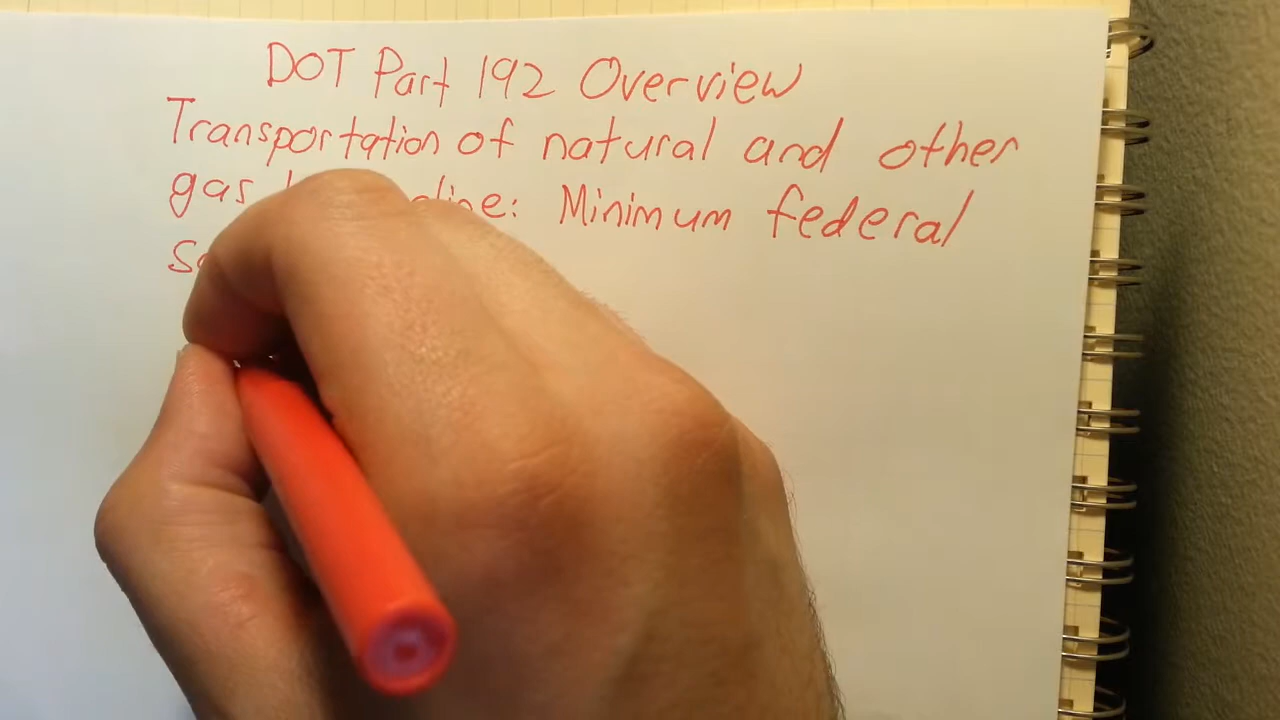 DOT Part 192 Overview
Transportation of natural and other
gas Minimum federal